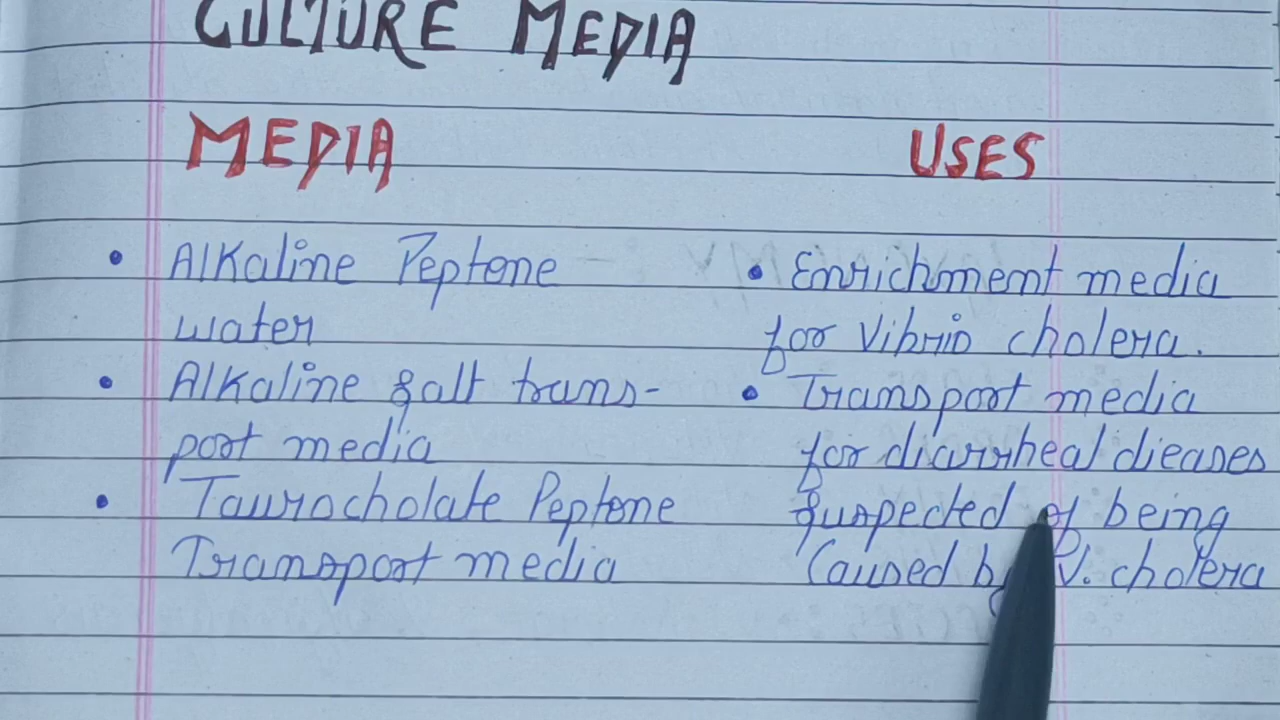 CULTURE MEDIA
MEDIA USES
• Alkaline Peptone
water
• Alkaline salt trans-
port media
• Taurocholate Peptone
Transport media
• Enrichment media
for Vibrio cholera.
• Transport media
for diarrheal dieases
suspected of being
Caused by V. cholera